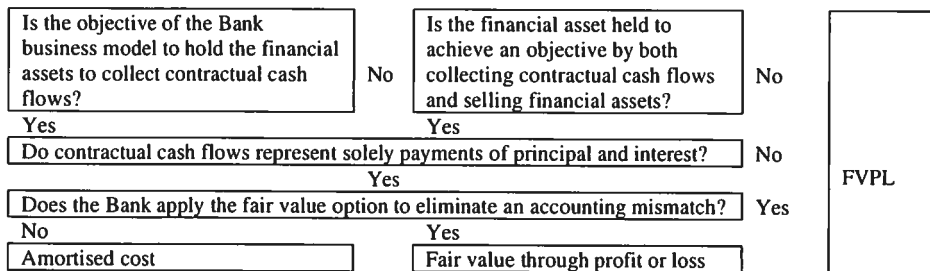 Is the objective of the Bank
business model to hold the financial
assets to collect contractual cash
flows?
No
Is the financial asset held to
achieve an objective by both
collecting contractual cash flows
and selling financial assets?
No
Yes
Yes
Do contractual cash flows represent solely payments of principal and interest?
No
Yes
FVPL
Does the Bank apply the fair value option to eliminate an accounting mismatch?
Yes
No
Yes
Amortised cost
Fair value through profit or loss